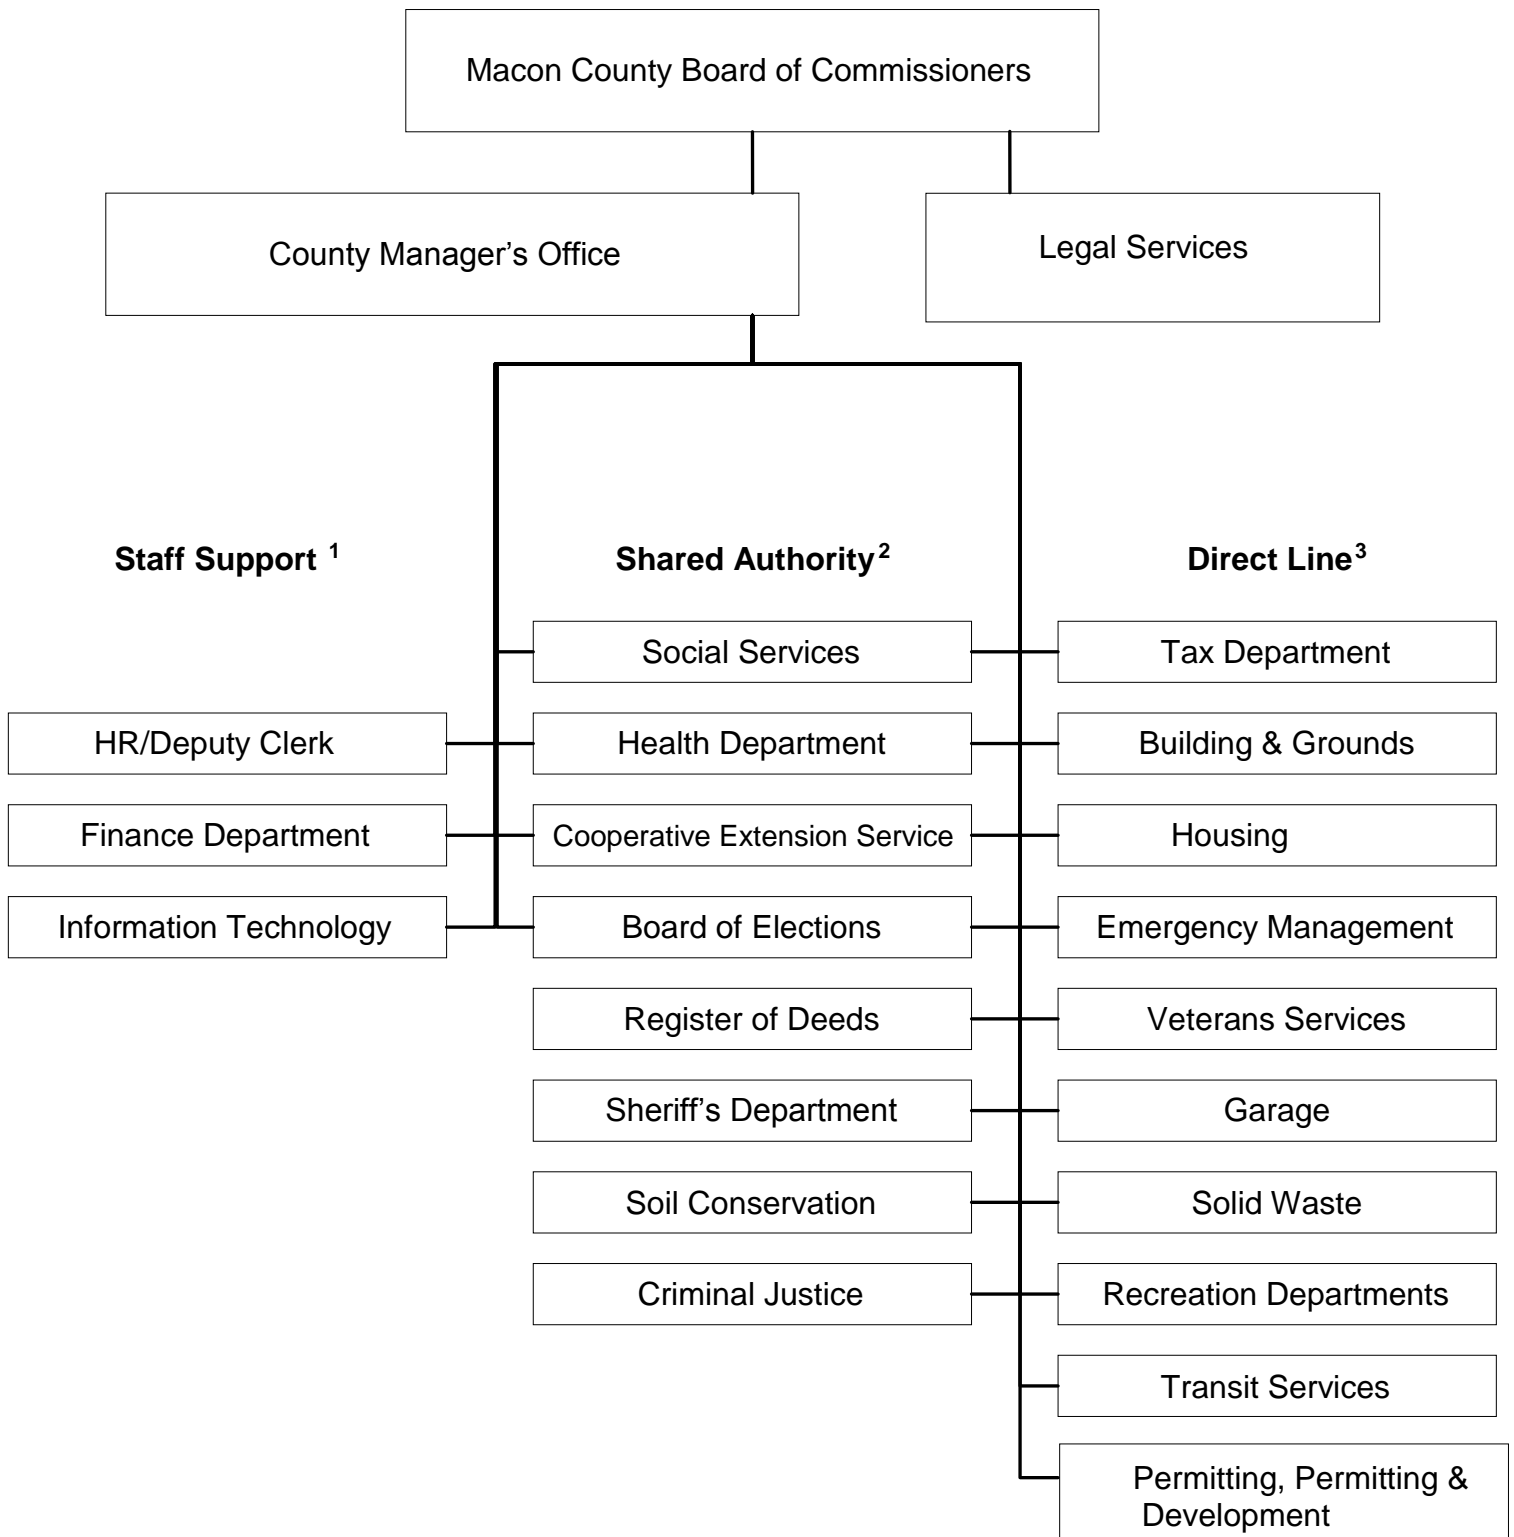 Macon County Board of Commissioners
County Manager’s Office
Legal Services
Staff Support 1
Shared Authority 2
Direct Line 3
Social Services
Tax Department
HR/Deputy Clerk
Health Department
Building & Grounds
Finance Department
Cooperative Extension Service
Housing
Information Technology
Board of Elections
Emergency Management
Register of Deeds
Veterans Services
Sheriff’s Department
Garage
Soil Conservation
Solid Waste
Criminal Justice
Recreation Departments
Transit Services
Permitting, Permitting &
Development